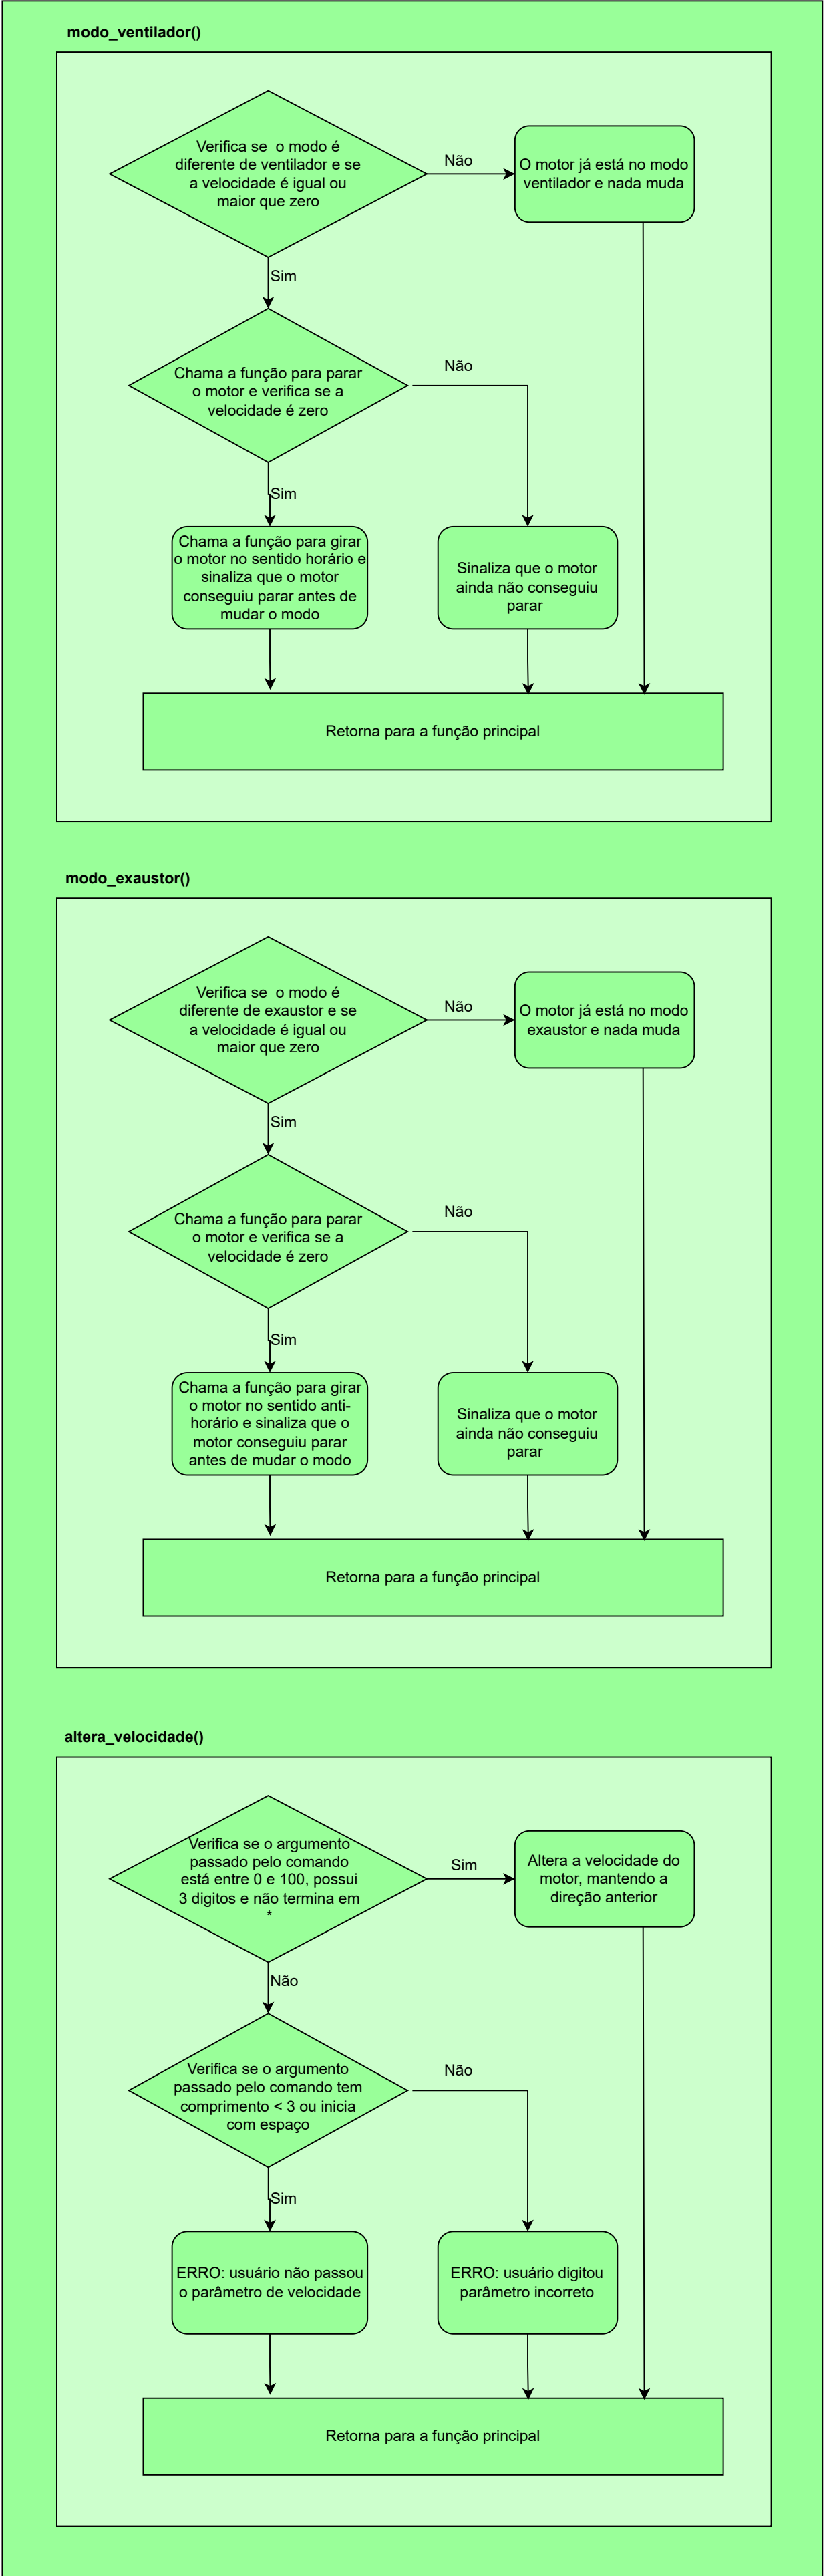 modo_ventilador()
Verifica se o modo é
diferente de ventilador e se
a velocidade é igual ou
maior que zero
Não
O motor já está no modo
ventilador e nada muda
Sim
Chama a função para parar
o motor e verifica se a
velocidade é zero
Não
Sim
Chama a função para girar
o motor no sentido horário e
sinaliza que o motor
conseguiu parar antes de
mudar o modo
Sinaliza que o motor
ainda não conseguiu
parar
Retorna para a função principal
modo_exaustor()
Verifica se o modo é
diferente de exaustor e se
a velocidade é igual ou
maior que zero
Não
O motor já está no modo
exaustor e nada muda
Sim
Chama a função para parar
o motor e verifica se a
velocidade é zero
Não
Sim
Chama a função para girar
o motor no sentido anti-
horário e sinaliza que o
motor conseguiu parar
antes de mudar o modo
Sinaliza que o motor
ainda não conseguiu
parar
Retorna para a função principal
altera_velocidade()
Verifica se o argumento
passado pelo comando
está entre 0 e 100, possui
3 digitos e não termina em
*
Sim
Altera a velocidade do
motor, mantendo a
direção anterior
Não
Verifica se o argumento
passado pelo comando tem
comprimento < 3 ou inicia
com espaço
Não
Sim
ERRO: usuário não passou
o parâmetro de velocidade
ERRO: usuário digitou
parâmetro incorreto
Retorna para a função principal